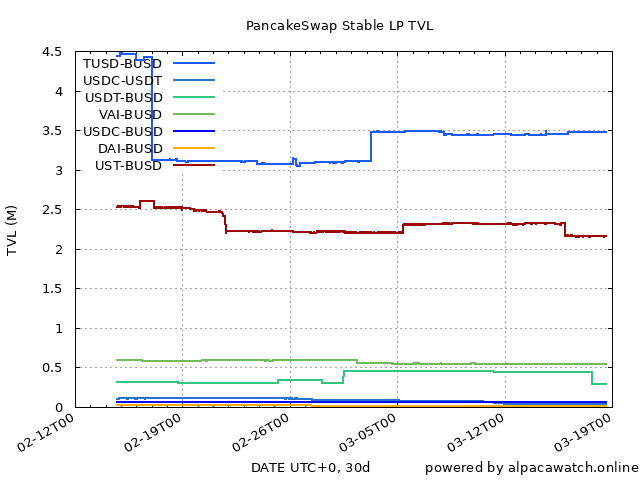 PancakeSwap Stable LP TVL
4.5
4
3.5
3
2.5
2
1.5
1
0.5
0
TVL (M)
TUSD-BUSD
USDC-USDT
USDT-BUSD
VAI-BUSD
USDC-BUSD
DAI-BUSD
UST-BUSD
02-12T00
02-19T00
02-26T00
03-05T00
03-12T00
03-19T00
DATE UTC+0, 30d
powered by alpacawatch.online